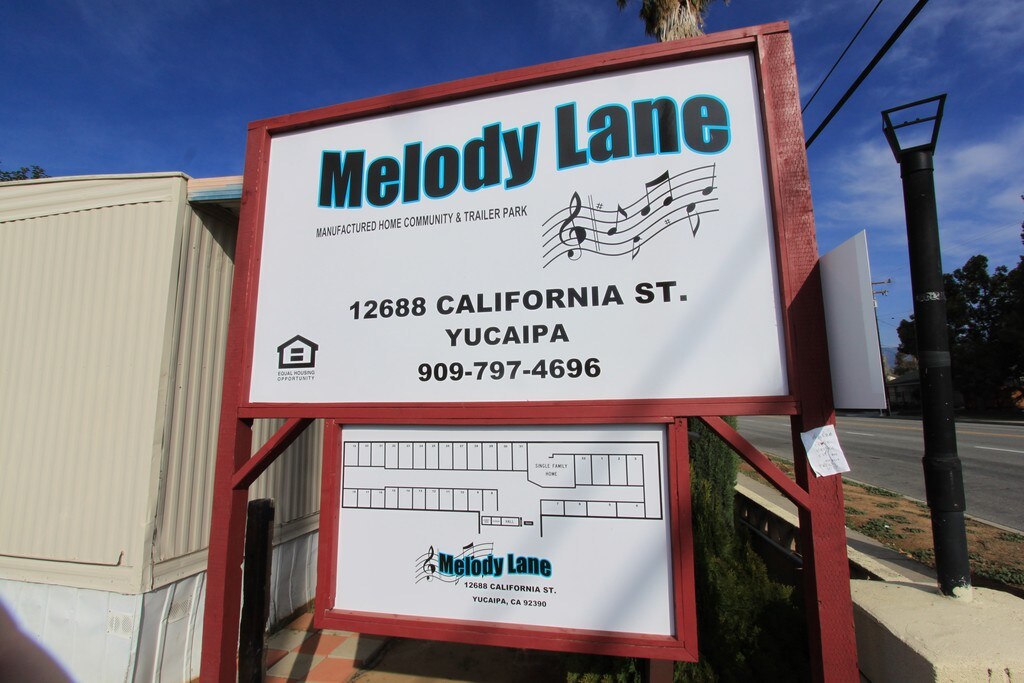 Melody Lane
MANUFACTURED HOME COMMUNITY & TRAILER PARK
12688 CALIFORNIA ST.
YUCAIPA
909-797-4696
EQUAL HOUSING
OPPORTUNITY
SINGLE FAMILY
HOME
HALL
Melody Lane
12688 CALIFORNIA ST.
YUCAIPA, CA 92390